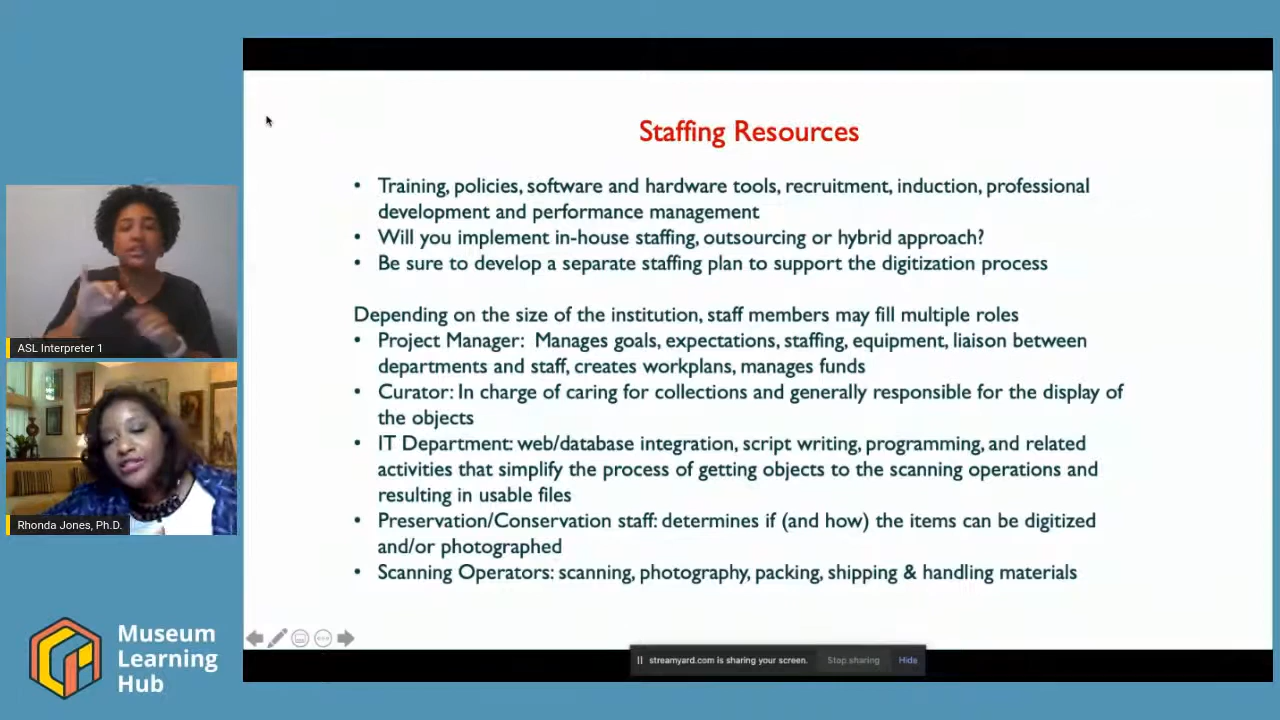 Staffing Resources
• Training, policies, software and hardware tools, recruitment, induction, professional
development and performance management
• Will you implement in-house staffing, outsourcing or hybrid approach?
• Be sure to develop a separate staffing plan to support the digitization process
Depending on the size of the institution, staff members may fill multiple roles
• Project Manager: Manages goals, expectations, staffing, equipment, liaison between
departments and staff, creates workplans, manages funds
• Curator: In charge of caring for collections and generally responsible for the display of
the objects
• IT Department: web/database integration, script writing, programming, and related
activities that simplify the process of getting objects to the scanning operations and
resulting in usable files
• Preservation/Conservation staff: determines if (and how) the items can be digitized
and/or photographed
• Scanning Operators: scanning, photography, packing, shipping & handling materials
ASL Interpreter 1
Rhonda Jones, Ph.D.
Museum
Learning
Hub
streamyard.com is sharing your screen.
Stop sharing
Hide